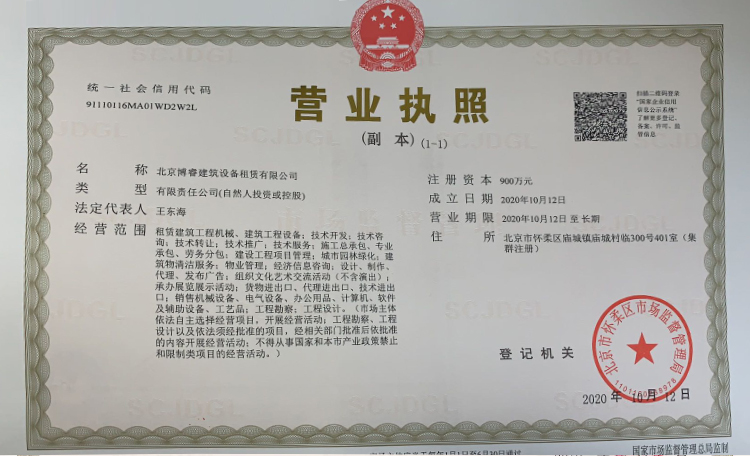 统一社会信用代码
91110116MA01WD2W2L
营业执照
(副 本)(1-1)
扫描二维码登录
“国家企业信用
信息公示系统”
了解更多登记、
备案、许可、监
管信息
名 称 北京博睿建筑设备租赁有限公司
类 型 有限责任公司(自然人投资或控股)
法定代表人 王东海
经营范围 租赁建筑工程机械、建筑工程设备；技术开发；技术咨
询；技术转让；技术推广；技术服务；施工总承包、专业
承包、劳务分包；建设工程项目管理；城市园林绿化；建
筑物清洁服务；物业管理；经济信息咨询；设计、制作、
代理、发布广告；组织文化艺术交流活动（不含演出）；
承办展览展示活动；货物进出口、代理进出口、技术进出
口；销售机械设备、电气设备、办公用品、计算机、软件
及辅助设备、工艺品；工程勘察；工程设计。（市场主体
依法自主选择经营项目，开展经营活动；工程勘察、工程
设计以及依法须经批准的项目，经相关部门批准后依批准
的内容开展经营活动；不得从事国家和本市产业政策禁止
和限制类项目的经营活动。）
注册资本 900万元
成立日期 2020年10月12日
营业期限 2020年10月12日 至 长期
住 所 北京市怀柔区庙城镇庙城村临300号401室（集
群注册）
登记机关
北京市怀柔区市场监督管理局
2020 年 10 月 12 日
国家市场监督管理总局监制